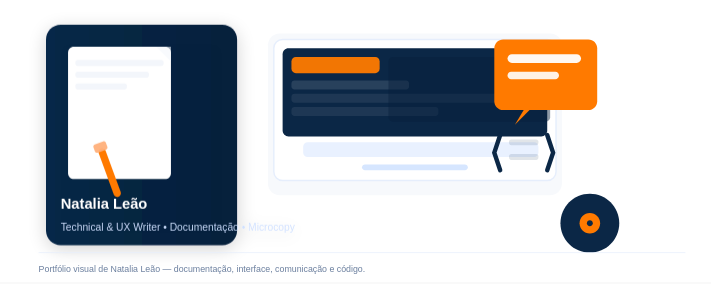 Natalia Leão
Technical & UX Writer • Documentação • Microcopy
Portfólio visual de Natalia Leão — documentação, interface, comunicação e código.